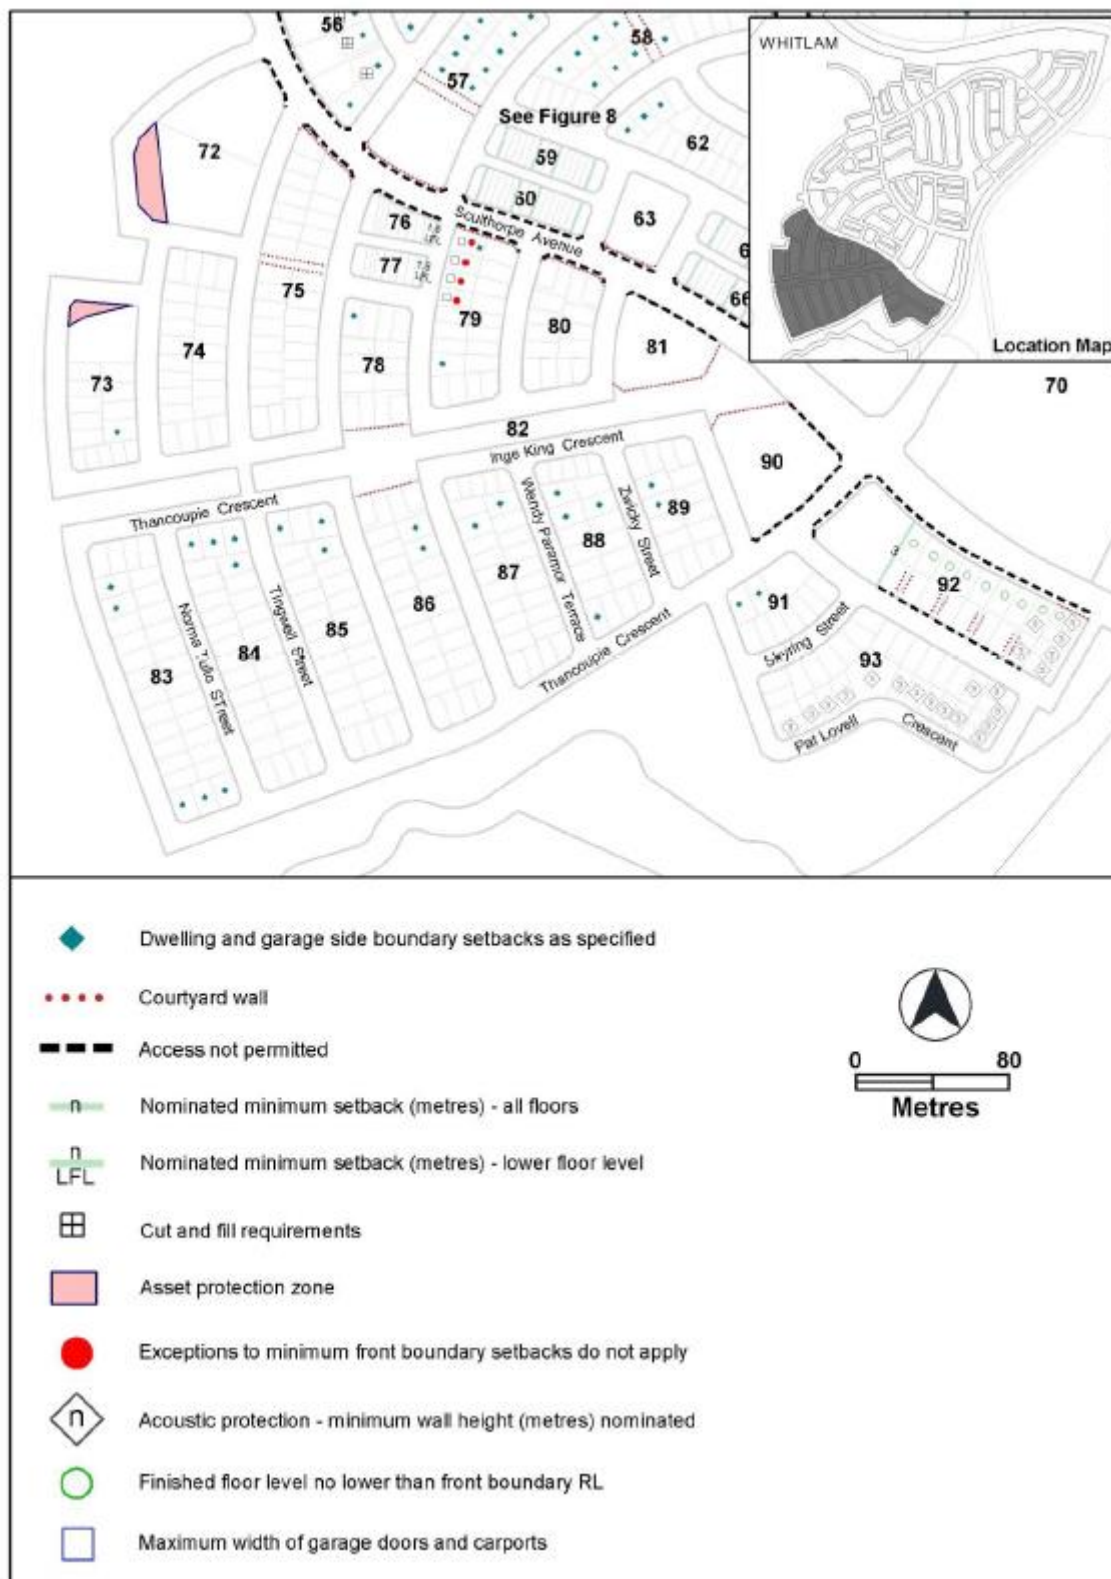 56
58
WHITLAM
57
See Figure 8
72
62
59
60
63
76
Sculthorpe Avenue
77
1.5
LFL
75
66
79
80
81
Location Map
74
78
70
73
82
Inge King Crescent
90
Thancoupie Crescent
Wendy Paramor Terrace
Zwicky Street
89
88
87
3
92
86
Tingwell Street
85
91
Skyring Street
84
83
Thancoupie Crescent
93
Pat Lovell Crescent
Dwelling and garage side boundary setbacks as specified
Courtyard wall
Access not permitted
0 80
Metres
n
Nominated minimum setback (metres) - all floors
n
LFL
Nominated minimum setback (metres) - lower floor level
Cut and fill requirements
Asset protection zone
Exceptions to minimum front boundary setbacks do not apply
n
Acoustic protection - minimum wall height (metres) nominated
Finished floor level no lower than front boundary RL
Maximum width of garage doors and carports